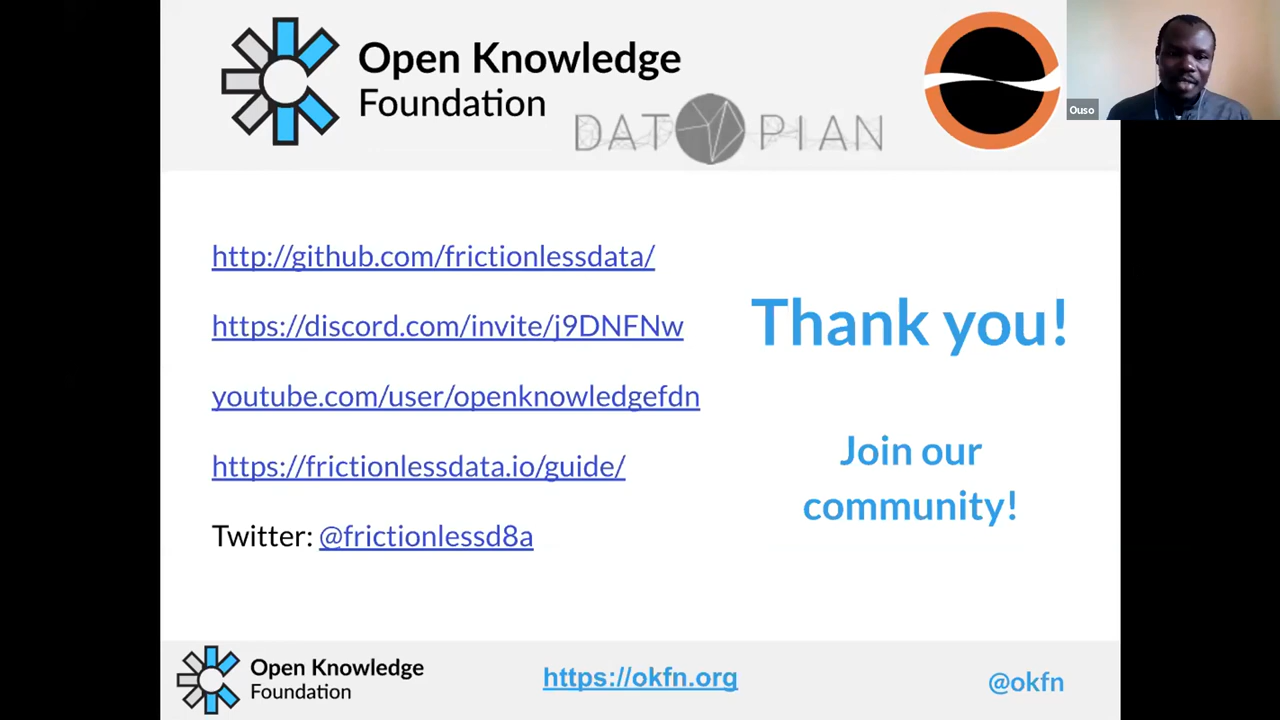 Open Knowledge
Foundation
DATOPIAN
Ouso
http://github.com/frictionlessdata/
https://discord.com/invite/j9DNFNw
youtube.com/user/openknowledgefdn
https://frictionlessdata.io/guide/
Twitter: @frictionlessd8a
Thank you!
Join our
community!
Open Knowledge
Foundation
https://okfn.org
@okfn